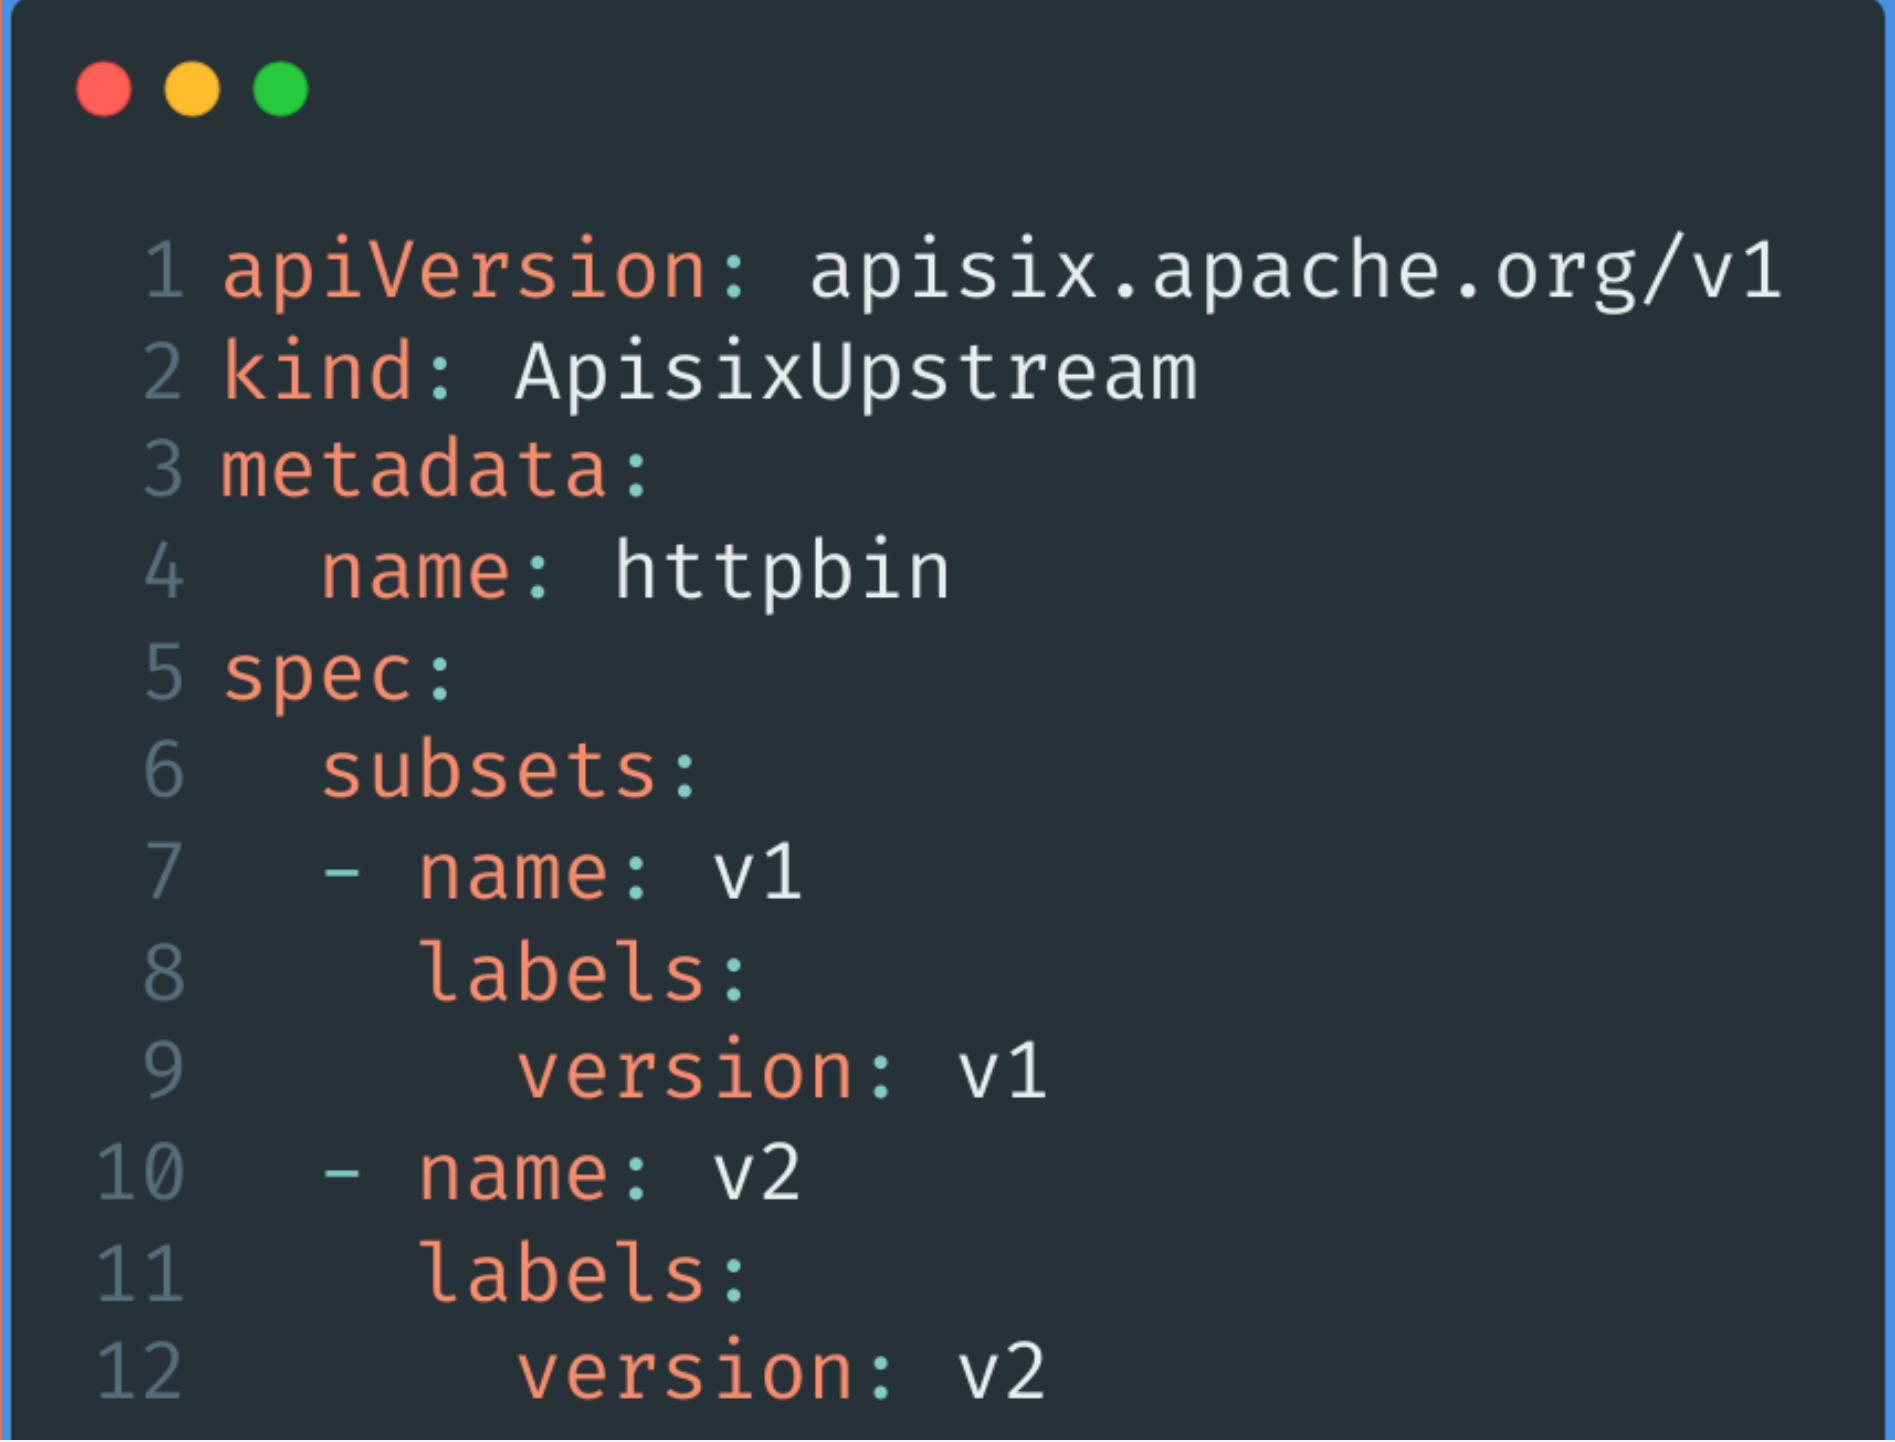 1 apiVersion: apisix.apache.org/v1
2 kind: ApisixUpstream
3 metadata:
4   name: httpbin
5 spec:
6   subsets:
7   - name: v1
8     labels:
9       version: v1
10   - name: v2
11     labels:
12       version: v2